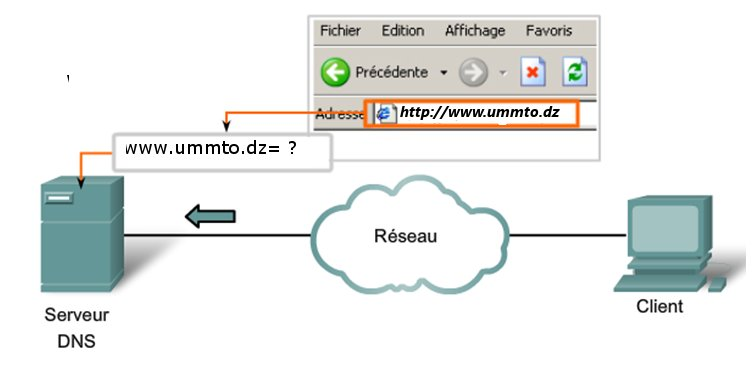 Fichier Edition Affichage Favoris
Précédente
Adresse http://www.ummto.dz
www.ummto.dz= ?
Réseau
Serveur
DNS
Client